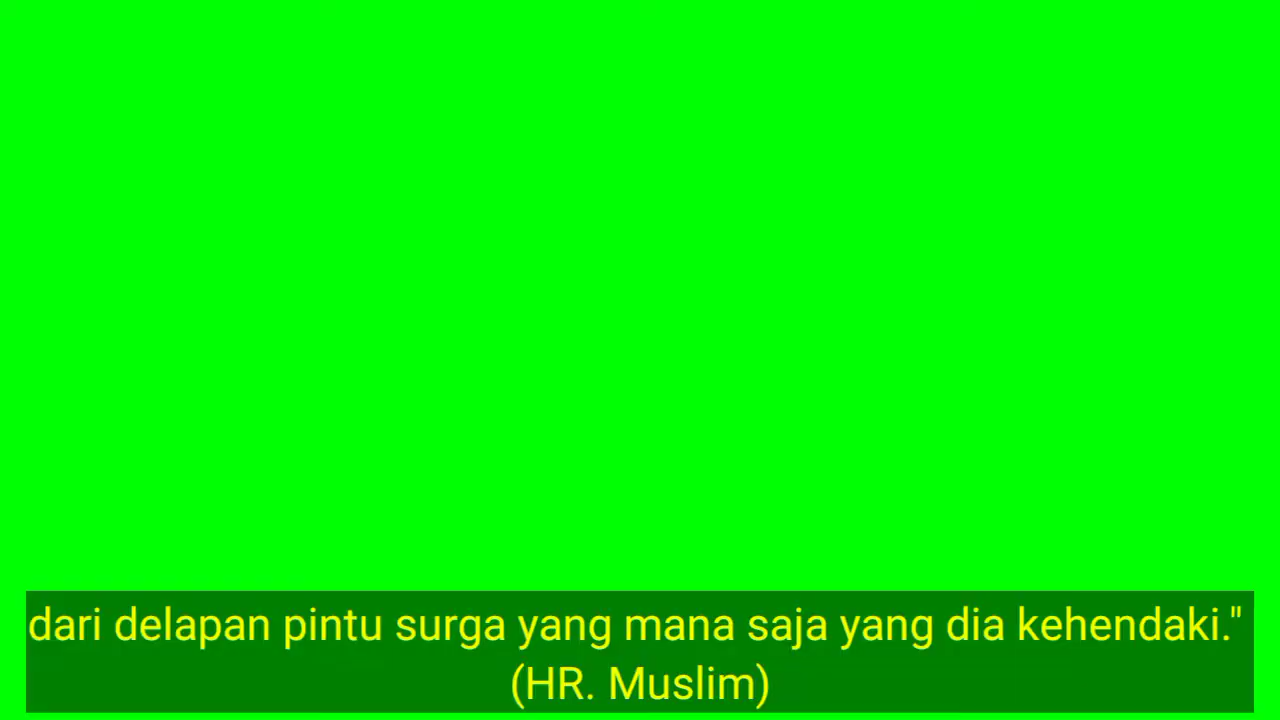 dari delapan pintu surga yang mana saja yang dia kehendaki."
(HR. Muslim)